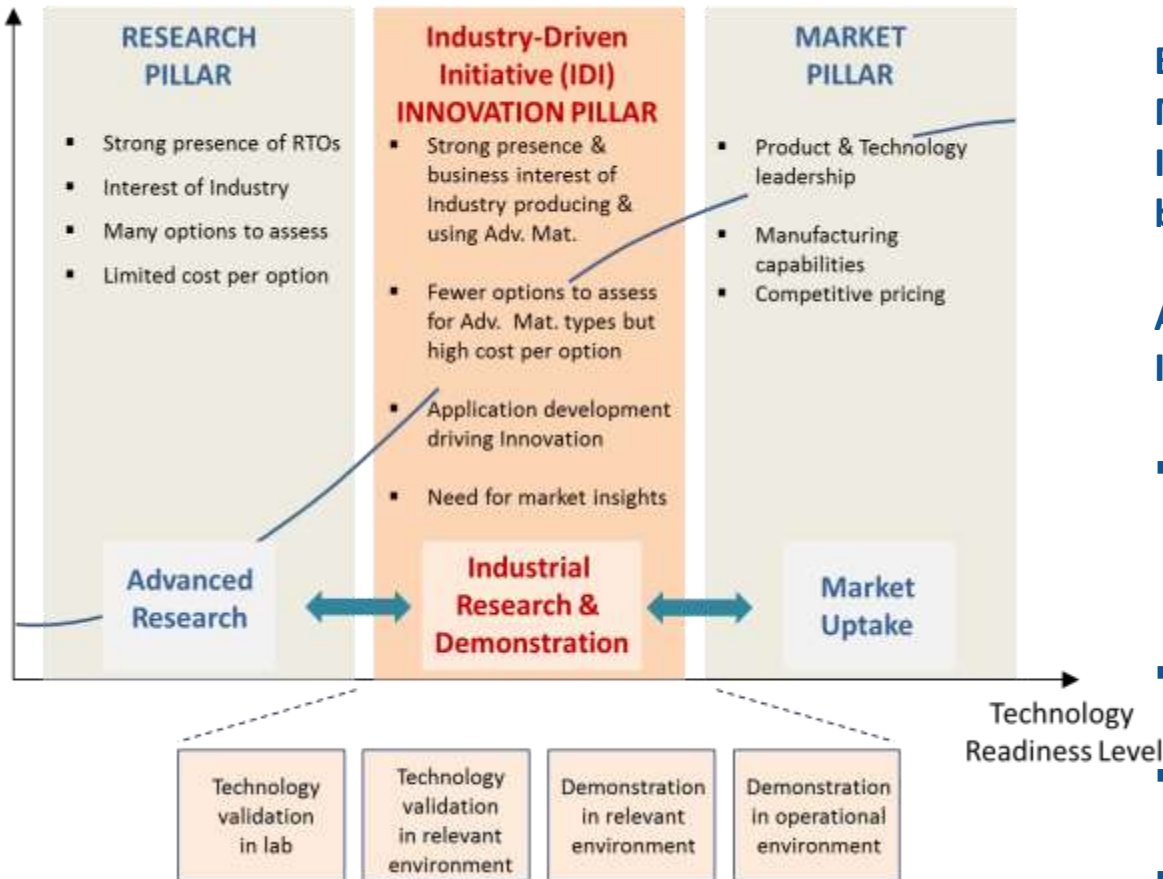 RESEARCH
PILLAR
▪ Strong presence of RTOs
▪ Interest of Industry
▪ Many options to assess
▪ Limited cost per option
Advanced
Research
Industry-Driven
Initiative (IDI)
INNOVATION PILLAR
▪ Strong presence &
business interest of
Industry producing &
using Adv. Mat.
▪ Fewer options to assess
for Adv. Mat. types but
high cost per option
▪ Application development
driving Innovation
▪ Need for market insights
Industrial
Research &
Demonstration
MARKET
PILLAR
▪ Product & Technology
leadership
▪ Manufacturing
capabilities
▪ Competitive pricing
Market
Uptake
Technology
Readiness Level
Technology
validation
in lab
Technology
validation
in relevant
environment
Demonstration
in relevant
environment
Demonstration
in operational
environment